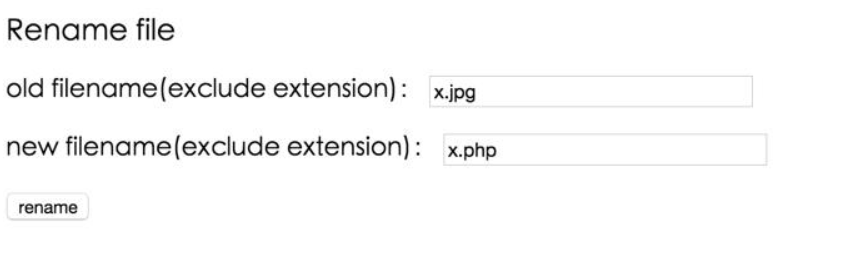 Rename file
old filename(exclude extension) : x.jpg
new filename(exclude extension) : x.php
rename